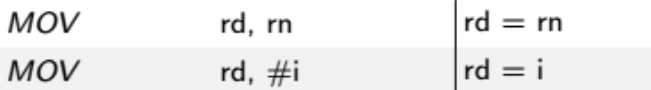 MOV rd, rn rd = rn
MOV rd, #i rd = i